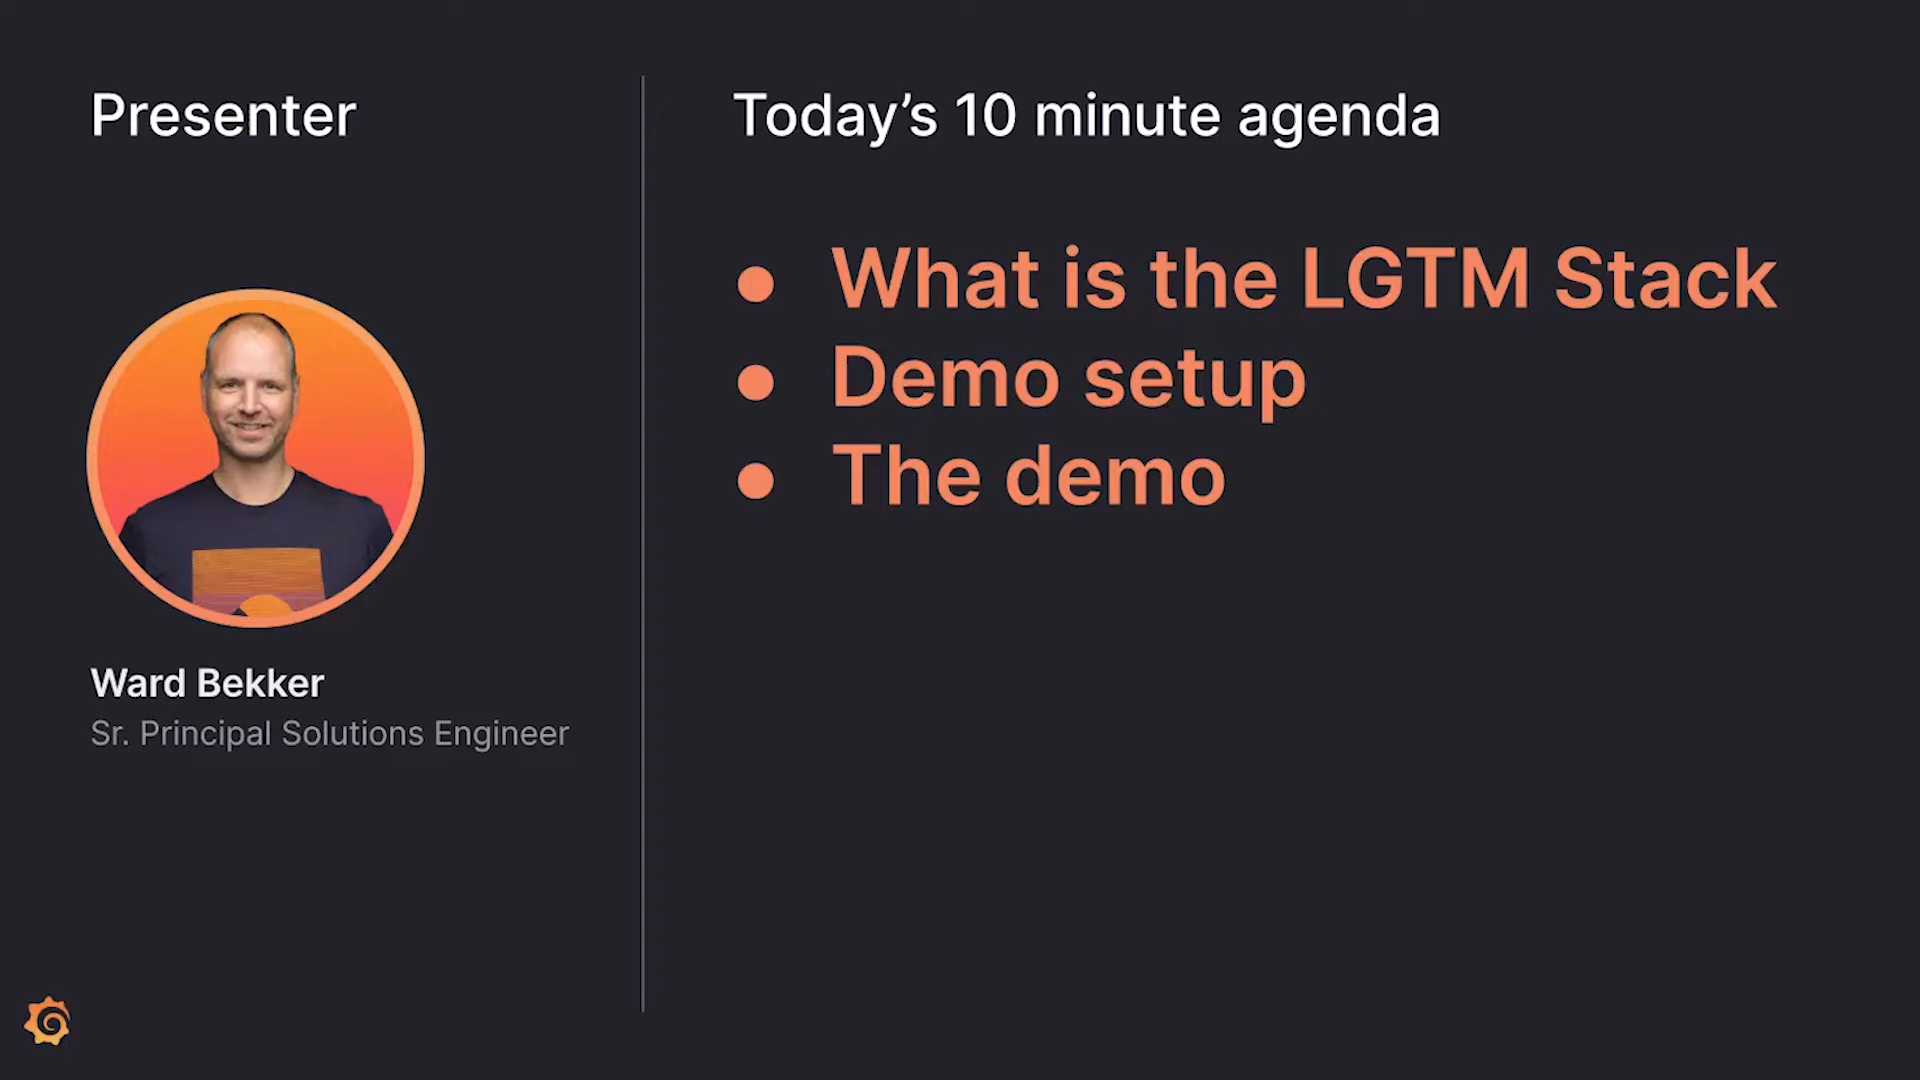 Presenter
Ward Bekker
Sr. Principal Solutions Engineer
Today’s 10 minute agenda
● What is the LGTM Stack
● Demo setup
● The demo